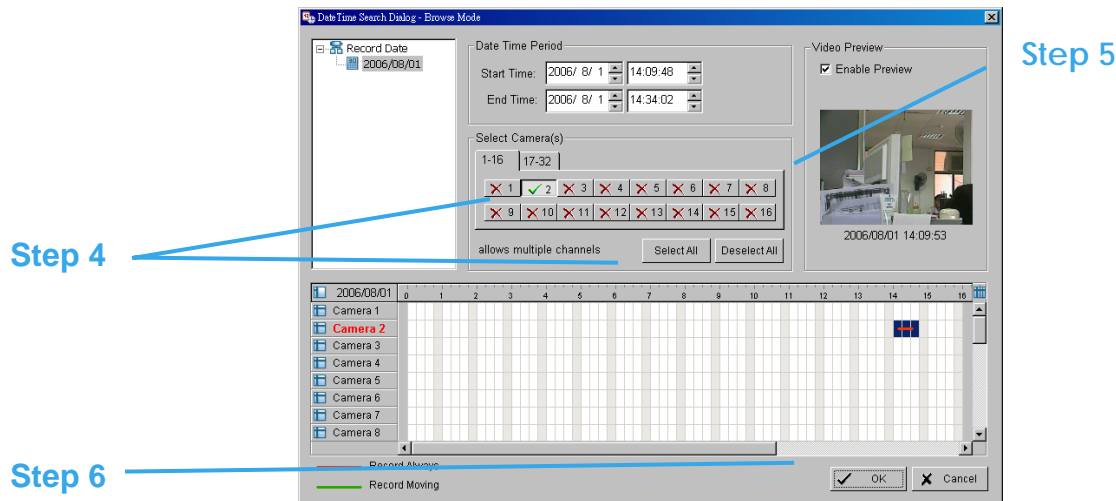 DateTime Search Dialog - Browse Mode
Record Date
2006/08/01
Date Time Period
Start Time: 2006/ 8/ 1 14:09:48
End Time: 2006/ 8/ 1 14:34:02
Select Camera(s)
1-16 17-32
1 2 3 4 5 6 7 8
9 10 11 12 13 14 15 16
allows multiple channels Select All Deselect All
Video Preview
Enable Preview
2006/08/01 14:09:53
Step 5
Step 4
2006/08/01 0 1 2 3 4 5 6 7 8 9 10 11 12 13 14 15 16
Camera 1
Camera 2
Camera 3
Camera 4
Camera 5
Camera 6
Camera 7
Camera 8
Step 6
Record Always
Record Moving
OK Cancel